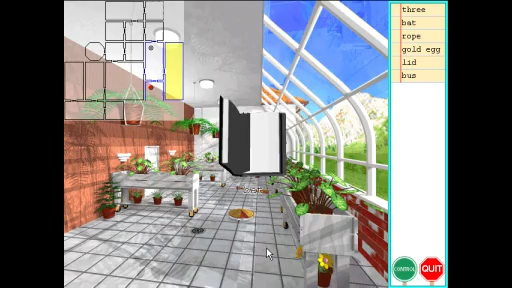 three
bat
rope
gold egg
lid
bus
CONTROL
QUIT